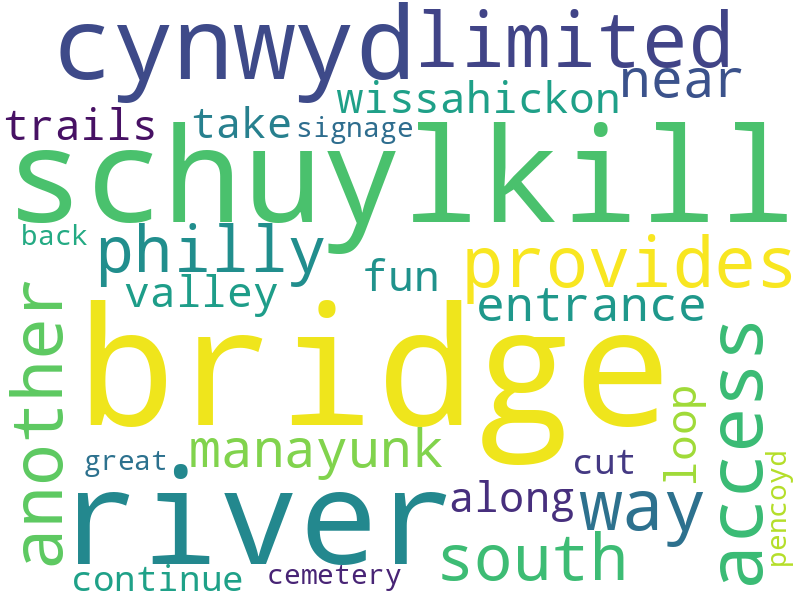 cynwyd limited
near
wissahickon
trails take signage
schuylkill
back
philly provides
fun
valley entrance
another
bridge
access
loop
manayunk
great cut
pencoyd
river along way
south
continue cemetery